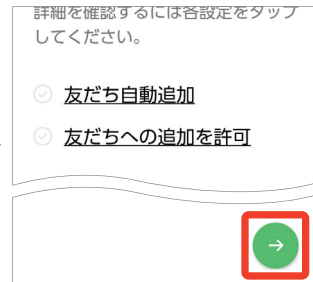 詳細を確認するには各設定をタップ
してください。
友だち自動追加
友だちへの追加を許可